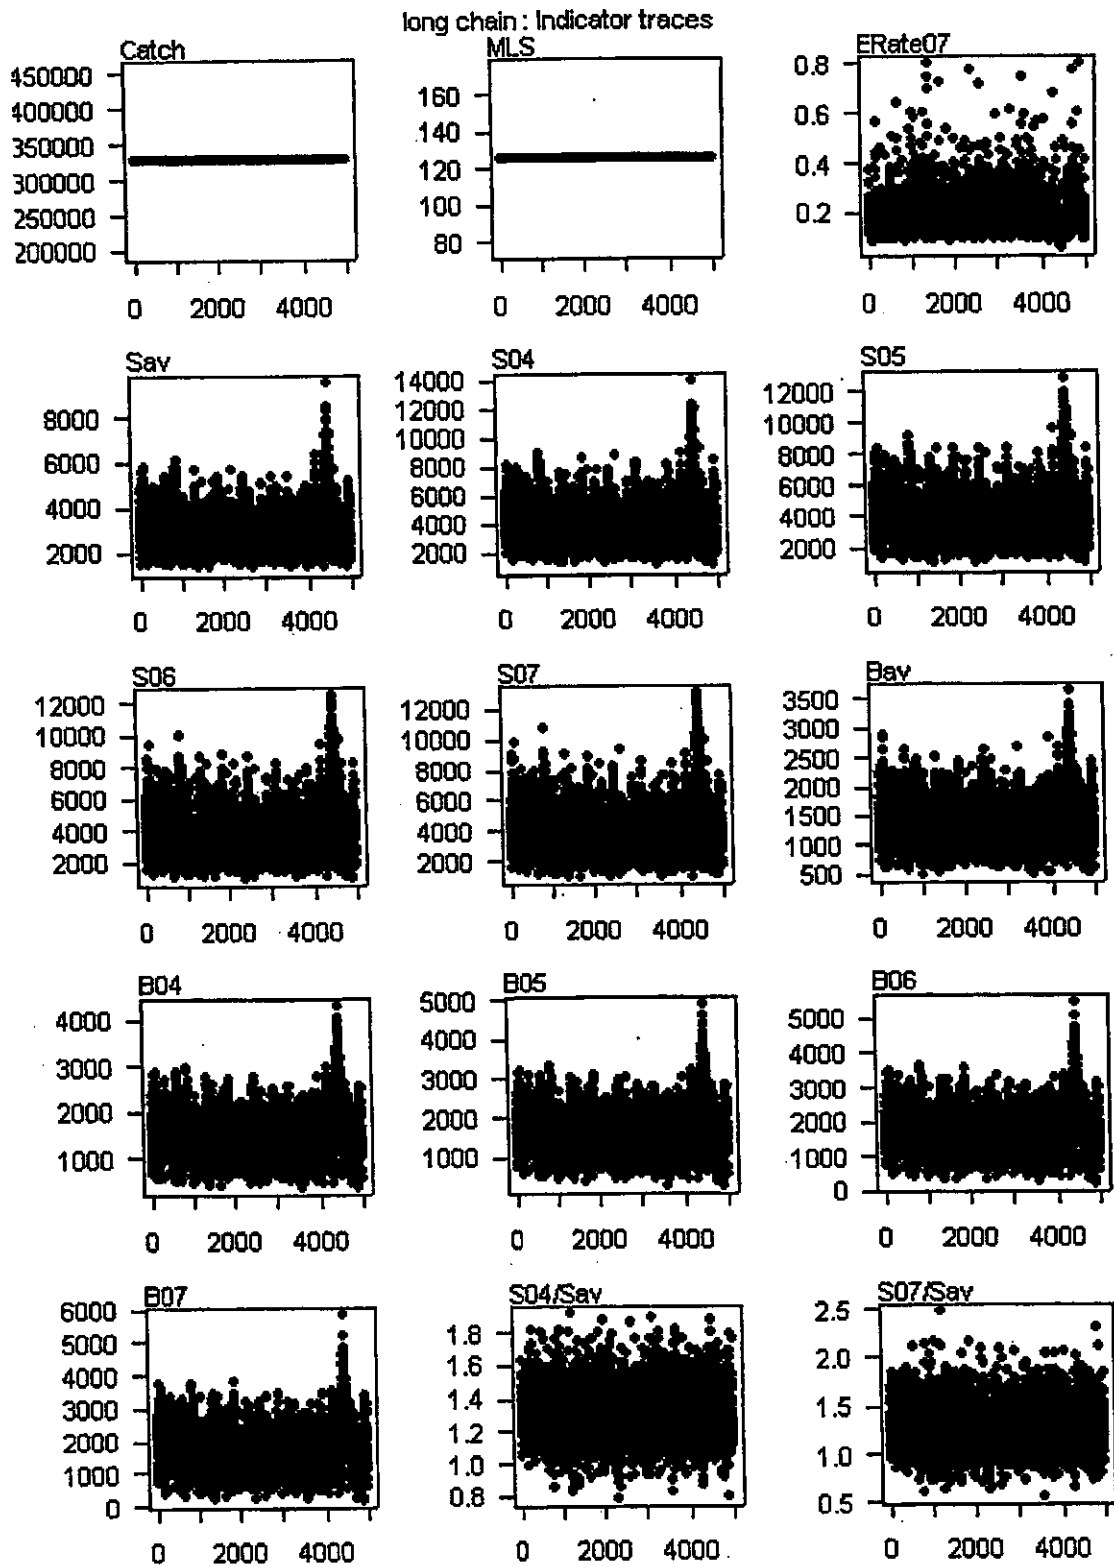 long chain : Indicator traces
Catch
450000
400000
350000
300000
250000
200000
0 2000 4000
MLS
160
140
120
100
80
0 2000 4000
ERate07
0.8
0.6
0.4
0.2
0 2000 4000
Sav
8000
6000
4000
2000
0 2000 4000
S04
14000
12000
10000
8000
6000
4000
2000
0 2000 4000
S05
12000
10000
8000
6000
4000
2000
0 2000 4000
S06
12000
10000
8000
6000
4000
2000
0 2000 4000
S07
12000
10000
8000
6000
4000
2000
0 2000 4000
Bav
3500
3000
2500
2000
1500
1000
500
0 2000 4000
B04
4000
3000
2000
1000
0 2000 4000
B05
5000
4000
3000
2000
1000
0 2000 4000
B06
5000
4000
3000
2000
1000
0
0 2000 4000
B07
6000
5000
4000
3000
2000
1000
0
0 2000 4000
S04/Sav
1.8
1.6
1.4
1.2
1.0
0.8
0 2000 4000
S07/Sav
2.5
2.0
1.5
1.0
0.5
0 2000 4000